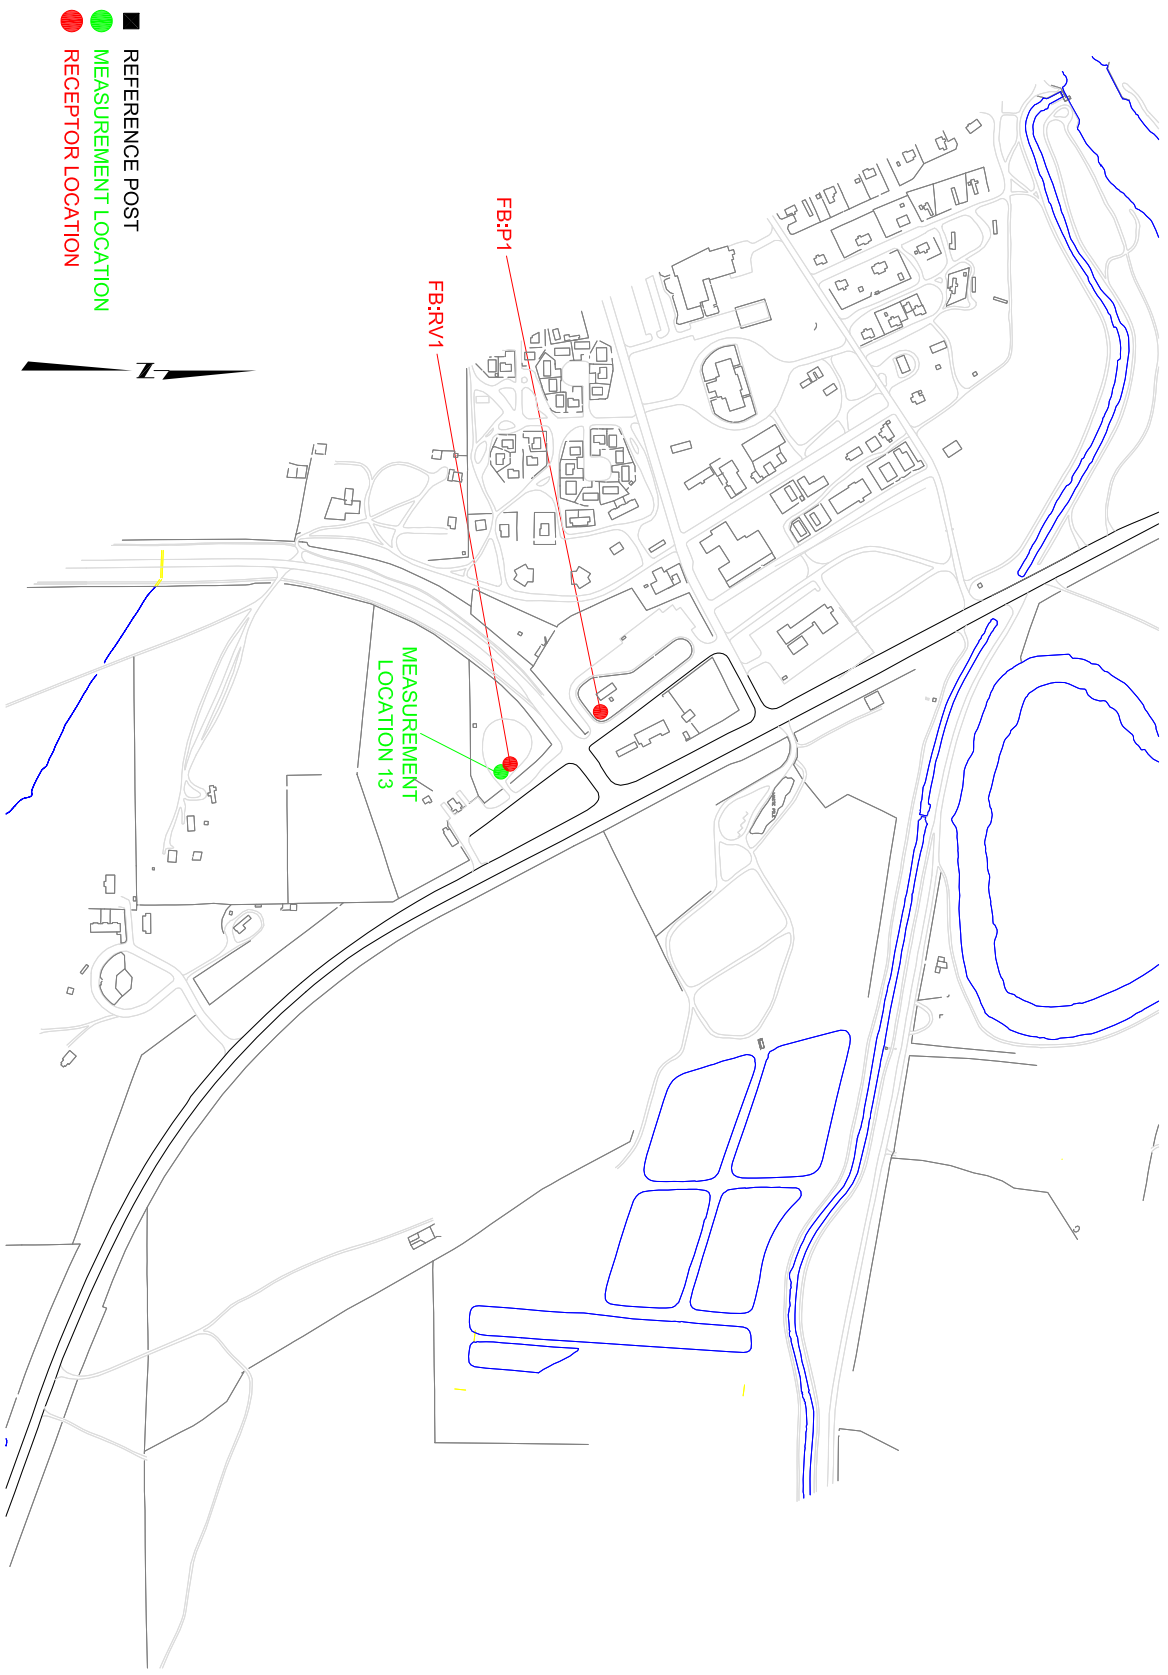 REFERENCE POST
MEASUREMENT LOCATION
RECEPTOR LOCATION
FB:P1
FB:RV1
N
MEASUREMENT
LOCATION 13